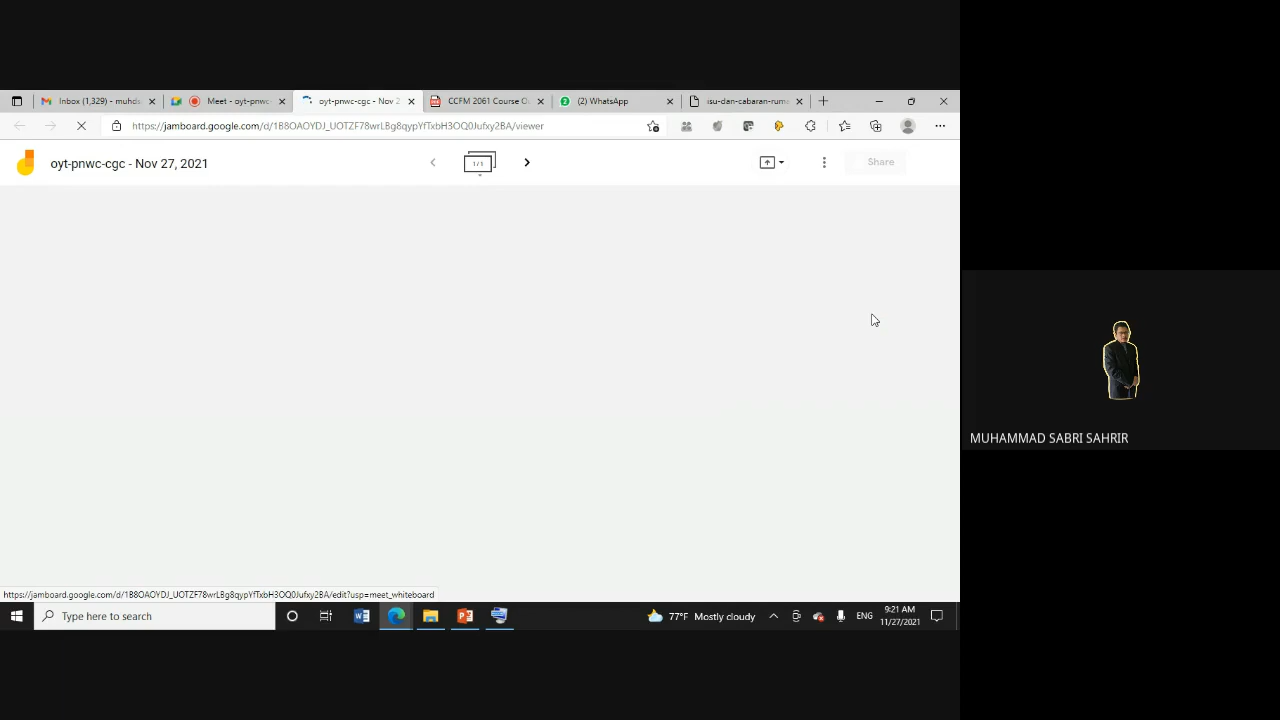 Inbox (1,329) - muhds
Meet - oyt-pnwc
oyt-pnwc-cgc - Nov 2
CCFM 2061 Course O
(2) WhatsApp
isu-dan-cabaran-rum
https://jamboard.google.com/d/1B8OAOYDJ_UOTZF78wrLBg8qypYfTxbH3OQ0Jufxy2BA/viewer
oyt-pnwc-cgc - Nov 27, 2021
1/1
Share
MUHAMMAD SABRI SAHRIR
https://jamboard.google.com/d/1B8OAOYDJ_UOTZF78wrLBg8qypYfTxbH3OQ0Jufxy2BA/edit?usp=meet_whiteboard
Type here to search
77°F Mostly cloudy
ENG
9:21 AM
11/27/2021